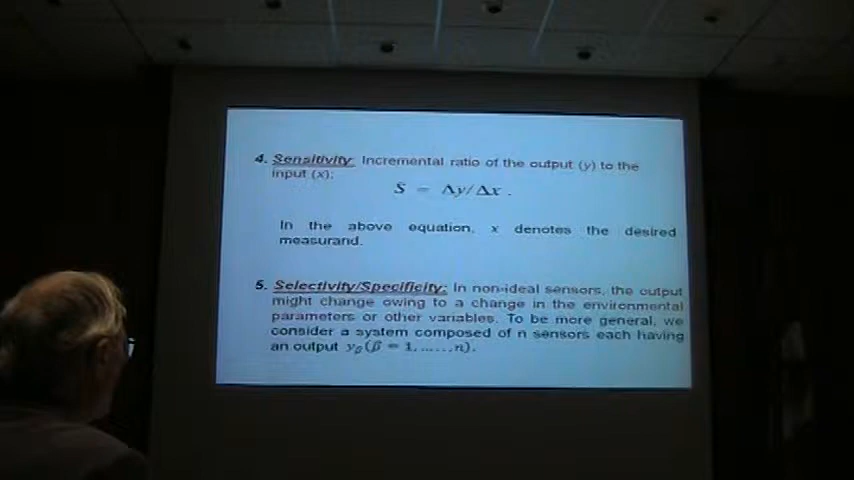 4. Sensitivity: Incremental ratio of the output (y) to the
input (x):
S = Δy/Δx .
In the above equation, x denotes the desired
measurand.
5. Selectivity/Specificity: In non-ideal sensors, the output
might change owing to a change in the environmental
parameters or other variables. To be more general, we
consider a system composed of n sensors each having
an output yβ(β = 1, ......, n).